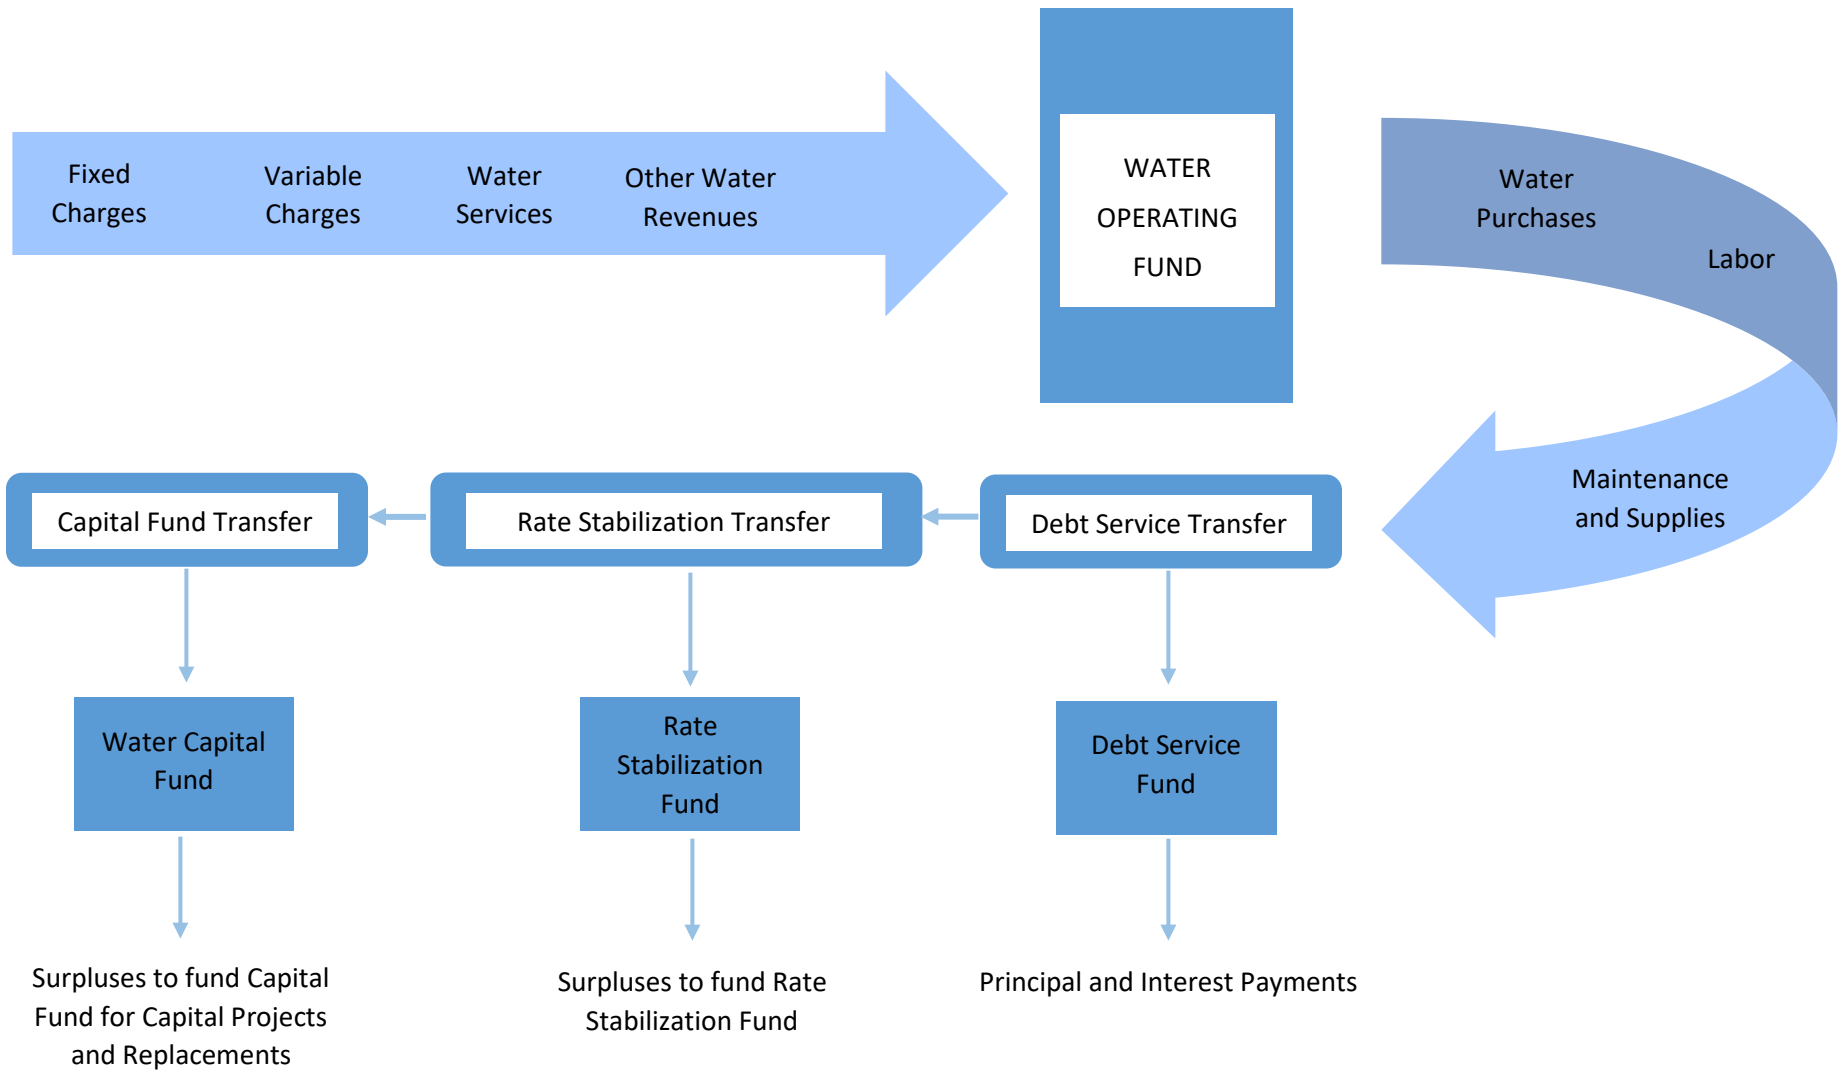 Fixed
Charges
Variable
Charges
Water
Services
Other Water
Revenues
WATER
OPERATING
FUND
Water
Purchases
Labor
Maintenance
and Supplies
Capital Fund Transfer
Rate Stabilization Transfer
Debt Service Transfer
Water Capital
Fund
Rate
Stabilization
Fund
Debt Service
Fund
Surpluses to fund Capital
Fund for Capital Projects
and Replacements
Surpluses to fund Rate
Stabilization Fund
Principal and Interest Payments